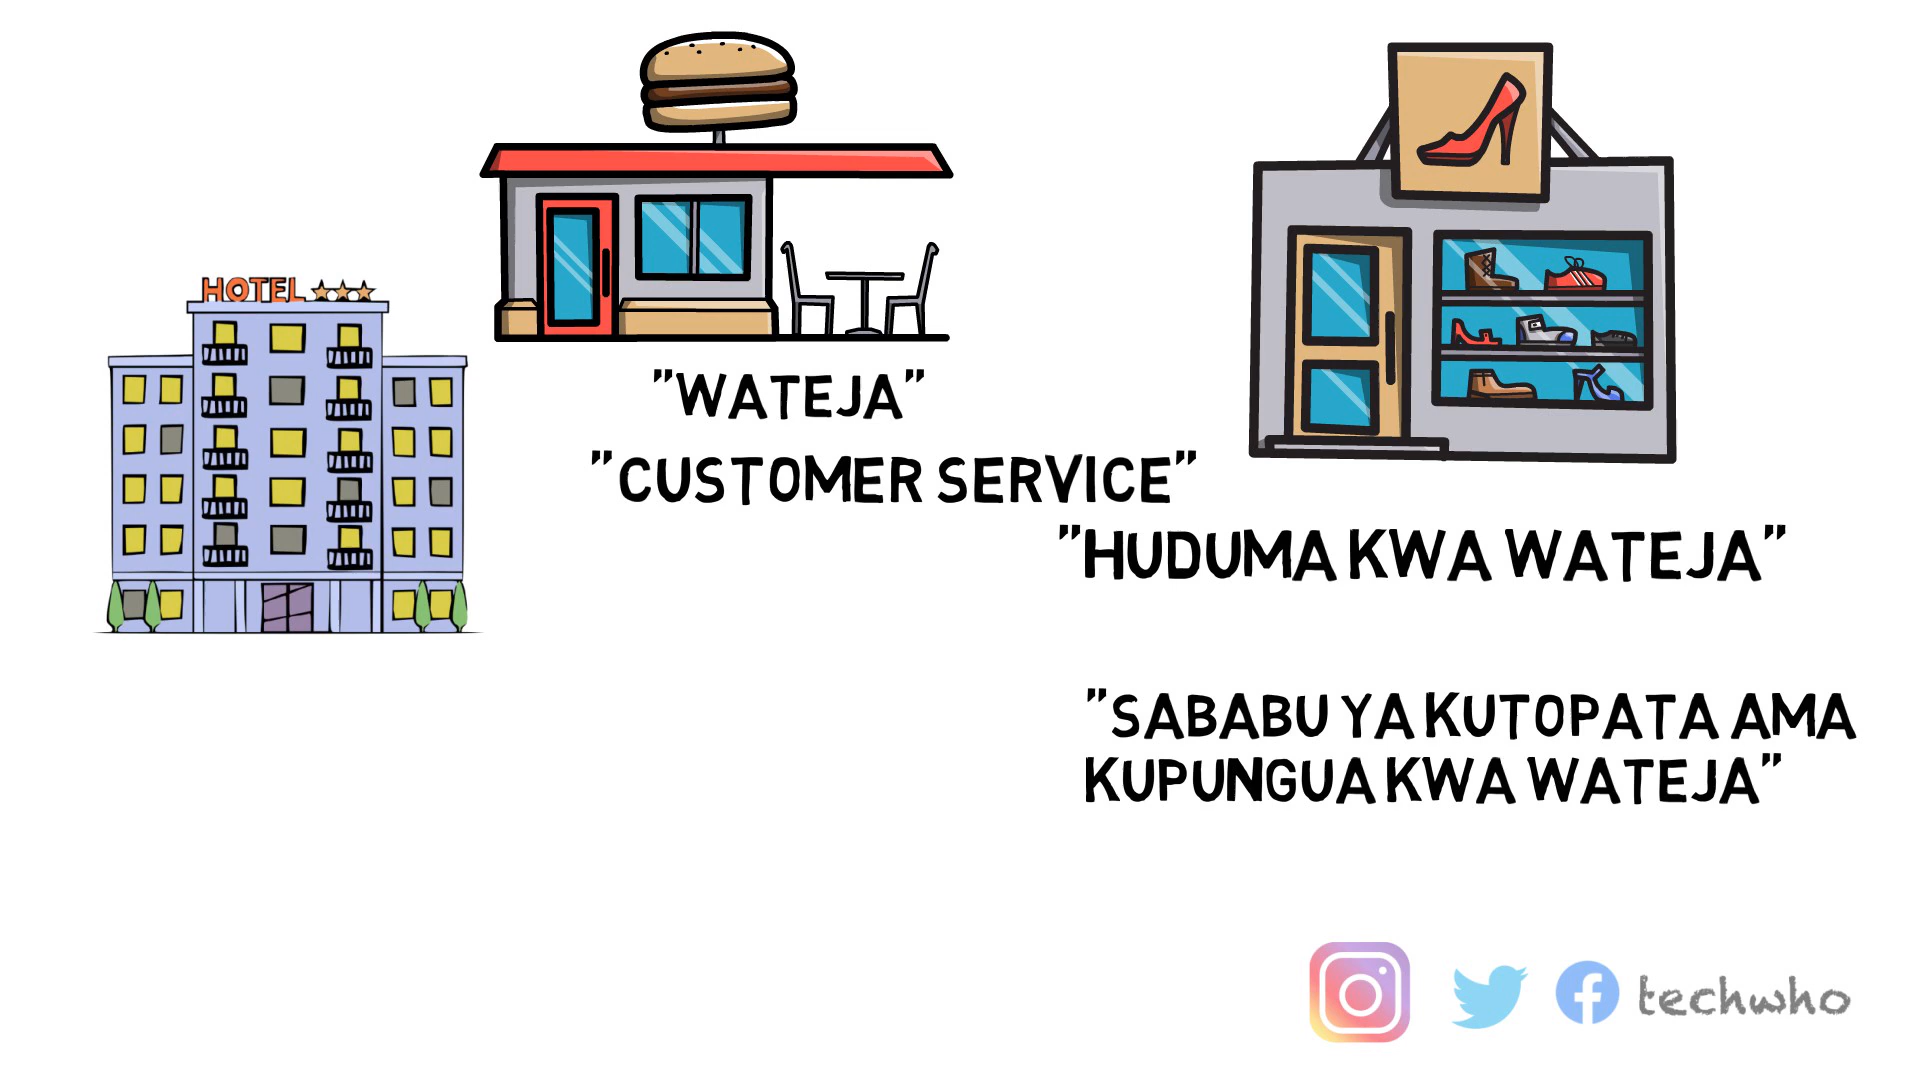 HOTEL
"WATEJA"
"CUSTOMER SERVICE"
"HUDUMA KWA WATEJA"
"SABABU YA KUTOPATA AMA
KUPUNGUA KWA WATEJA"
techwho